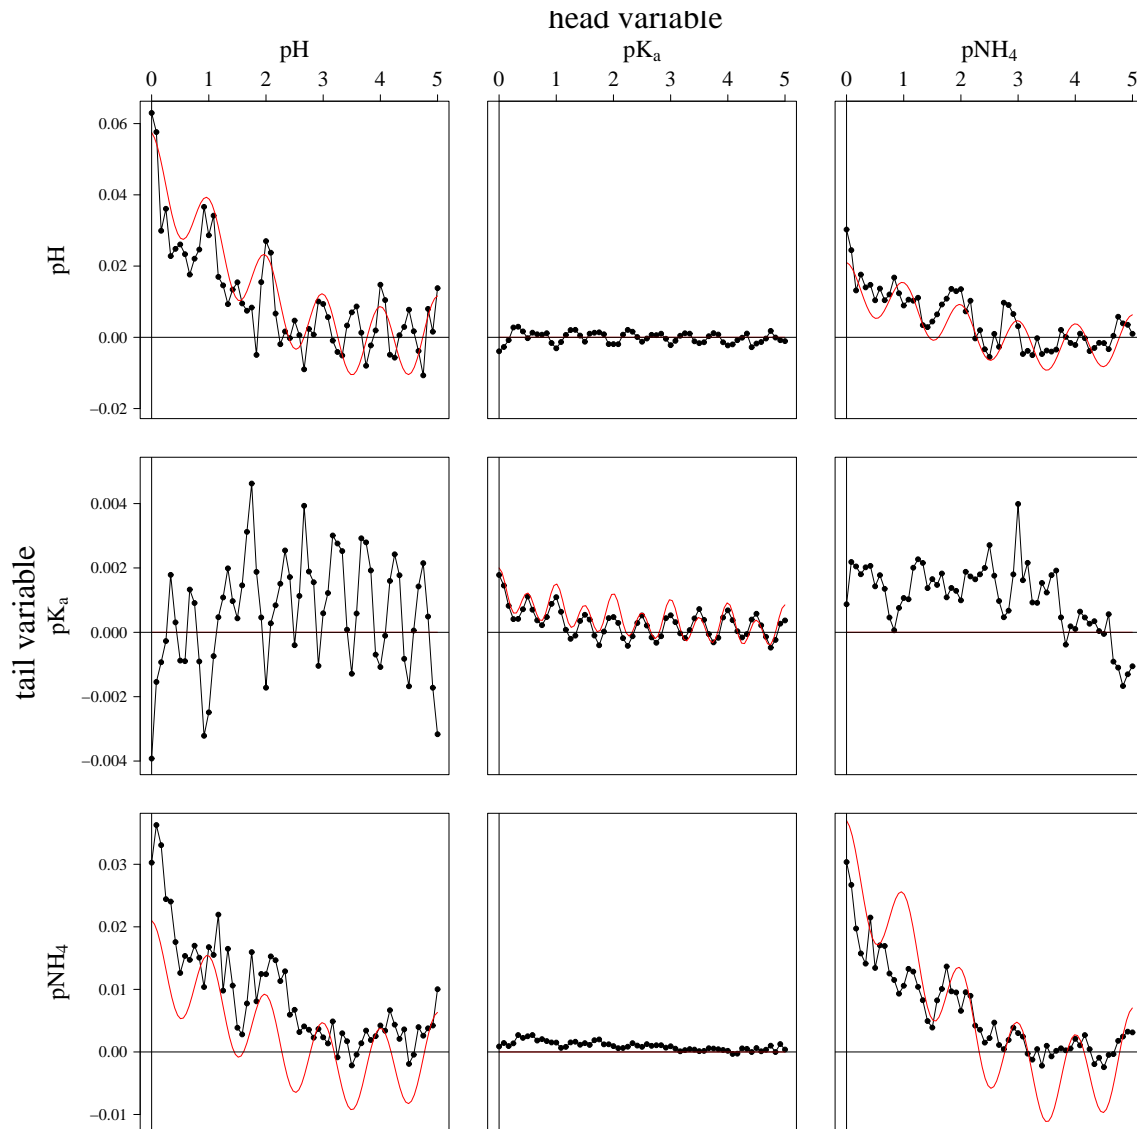 head variable
pH pKₐ pNH₄
0 1 2 3 4 5 0 1 2 3 4 5 0 1 2 3 4 5
0.06
0.04
0.02
0.00
−0.02
pH
0.004
0.002
0.000
−0.002
−0.004
tail variable
pKₐ
0.03
0.02
0.01
0.00
−0.01
pNH₄